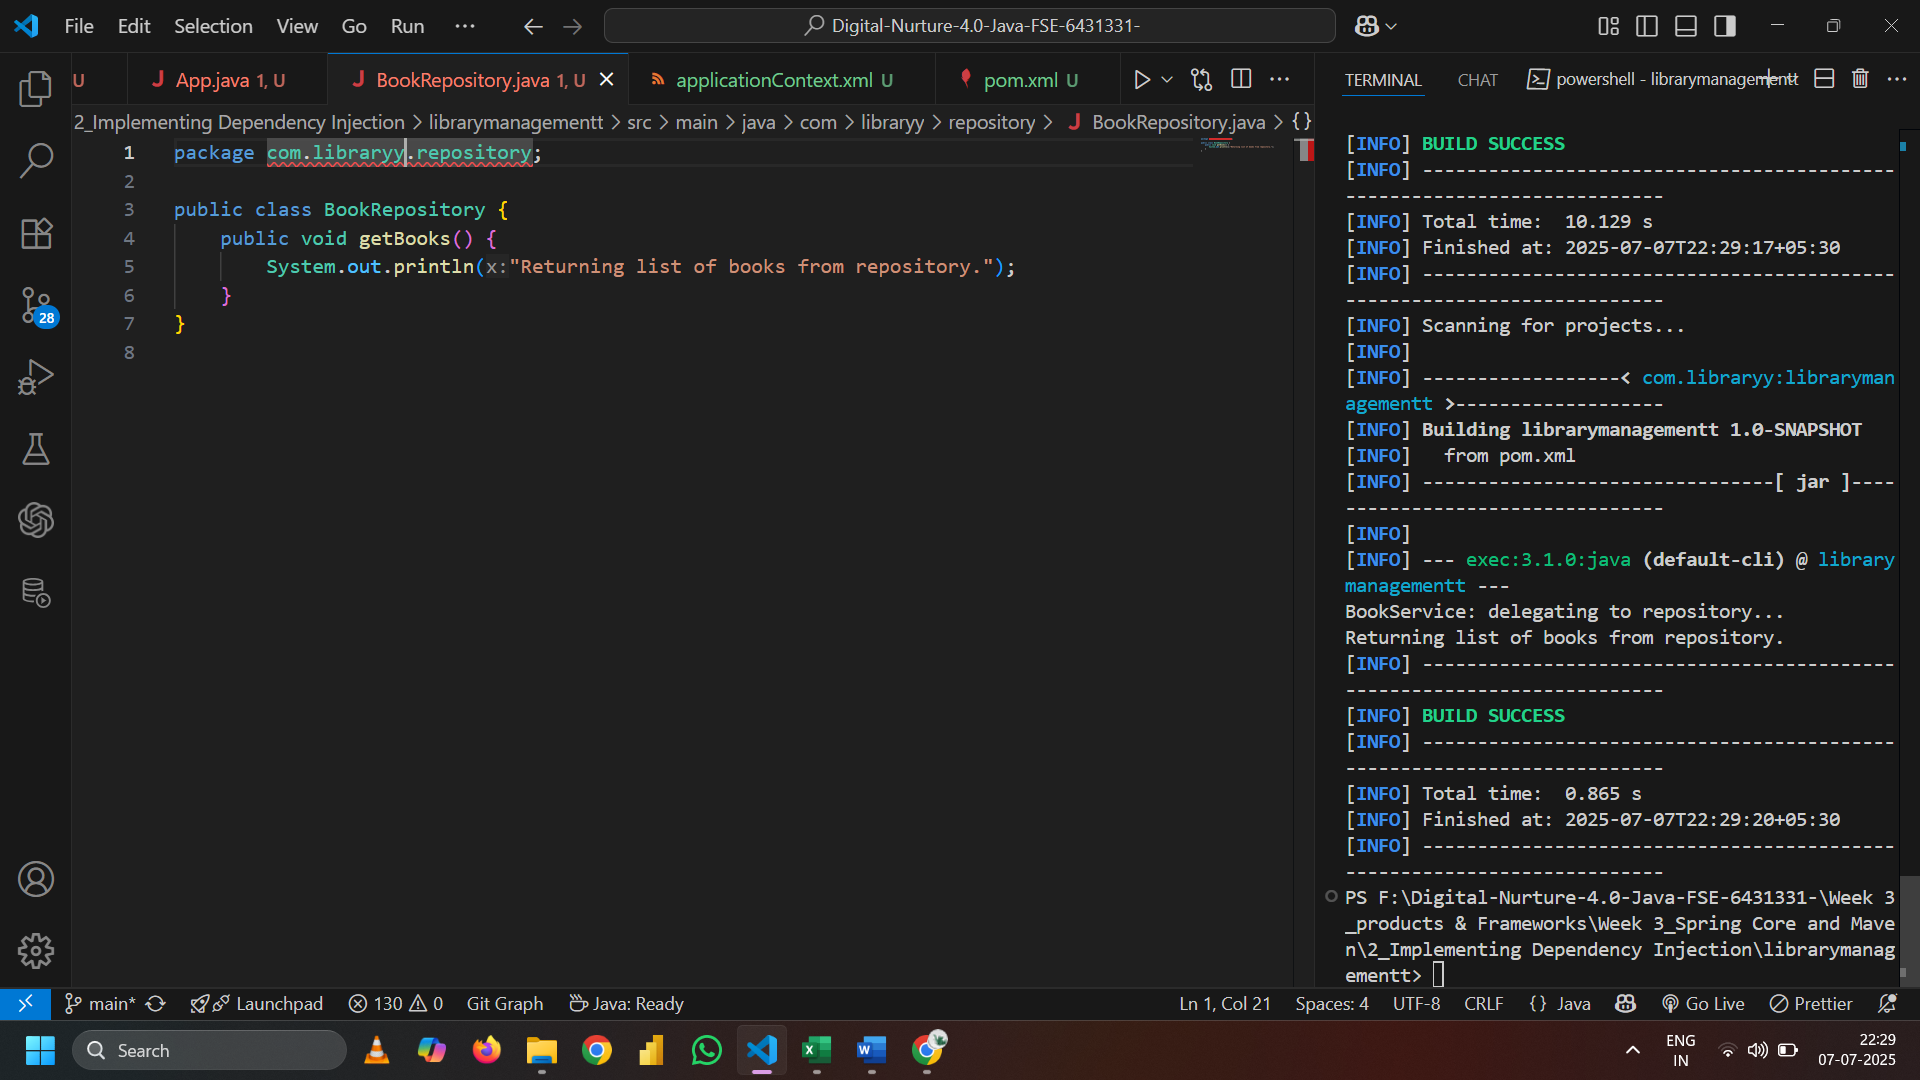 File Edit Selection View Go Run ··· Digital-Nurture-4.0-Java-FSE-6431331-
U App.java 1, U BookRepository.java 1, U applicationContext.xml U pom.xml U
2_Implementing Dependency Injection > librarymanagementt > src > main > java > com > libraryy > repository > BookRepository.java > {}
1 package com.libraryy.repository;
2
3 public class BookRepository {
4 public void getBooks() {
5 System.out.println(x:"Returning list of books from repository.");
6 }
7 }
8
TERMINAL CHAT powershell - librarymanagementt
[INFO] BUILD SUCCESS
[INFO] -------------------------------------------
-----------------------------
[INFO] Total time:  10.129 s
[INFO] Finished at: 2025-07-07T22:29:17+05:30
[INFO] -------------------------------------------
-----------------------------
[INFO] Scanning for projects...
[INFO]
[INFO] ------------------< com.libraryy:libraryman
agementt >-------------------
[INFO] Building librarymanagementt 1.0-SNAPSHOT
[INFO]   from pom.xml
[INFO] --------------------------------[ jar ]----
-----------------------------
[INFO]
[INFO] --- exec:3.1.0:java (default-cli) @ library
managementt ---
BookService: delegating to repository...
Returning list of books from repository.
[INFO] -------------------------------------------
-----------------------------
[INFO] BUILD SUCCESS
[INFO] -------------------------------------------
-----------------------------
[INFO] Total time:  0.865 s
[INFO] Finished at: 2025-07-07T22:29:20+05:30
[INFO] -------------------------------------------
-----------------------------
PS F:\Digital-Nurture-4.0-Java-FSE-6431331-\Week 3
_products & Frameworks\Week 3_Spring Core and Mave
n\2_Implementing Dependency Injection\librarymanag
ementt>
28
main* Launchpad 130 0 Git Graph Java: Ready Ln 1, Col 21 Spaces: 4 UTF-8 CRLF {} Java Go Live Prettier
Search ENG IN 22:29
07-07-2025